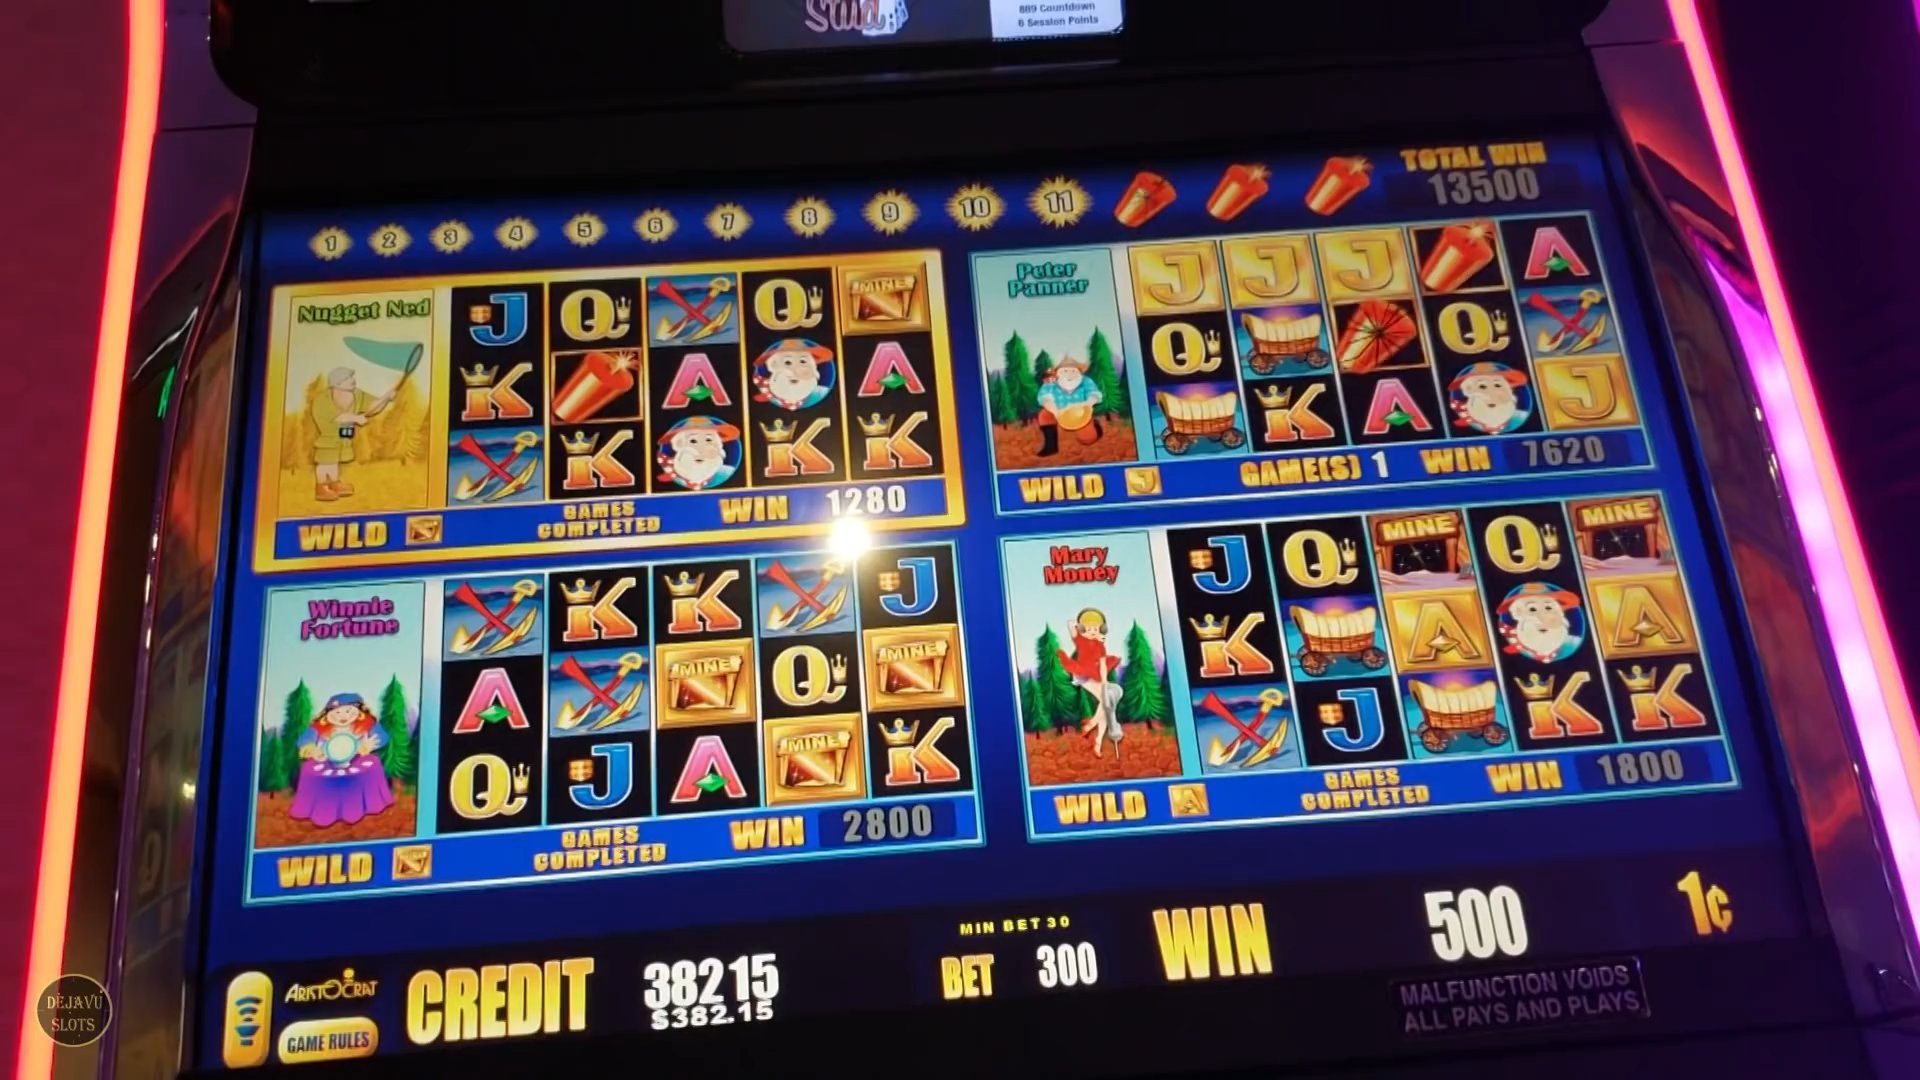 Stud
889 Countdown
6 Session Points
TOTAL WIN
13500
1 2 3 4 5 6 7 8 9 10 11
Nugget Ned
J Q Q MINE
K A A
K K K
WILD GAMES COMPLETED WIN 1280
Peter Panner
J J J A
Q Q
K A J
WILD J GAME(S) 1 WIN 7620
Winnie Fortune
K K J
A MINE Q MINE
Q J A MINE K
WILD GAMES COMPLETED WIN 2800
Mary Money
J Q MINE Q MINE
K A A
J K K
WILD A GAMES COMPLETED WIN 1800
ARISTOCRAT
GAME RULES
CREDIT 38215
$382.15
MIN BET 30
BET 300
WIN 500
1¢
MALFUNCTION VOIDS
ALL PAYS AND PLAYS
DEJAVU
SLOTS